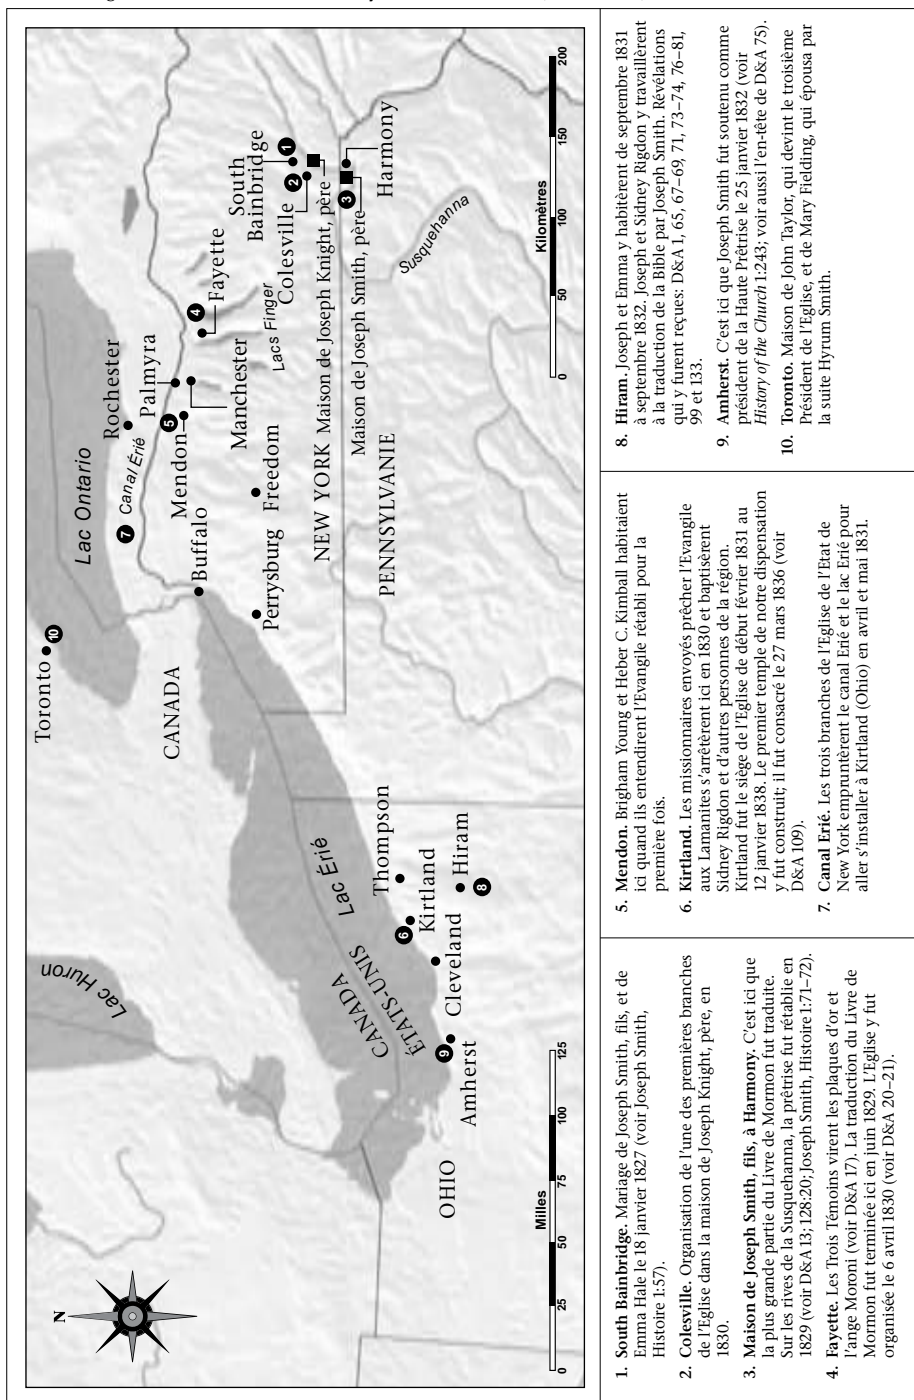 N
Lac Huron
Toronto
10
Lac Ontario
CANADA
7
Canal Érié
Rochester
Palmyra
5
Mendon
Manchester
Buffalo
4
Fayette
Lacs Finger
South
Bainbridge
1
2
Colesville
Perrysburg
Freedom
NEW YORK
Maison de Joseph Knight, père
3
Maison de Joseph Smith, père
Harmony
PENNSYLVANIE
Susquehanna
Lac Érié
CANADA
ÉTATS-UNIS
Thompson
6
Kirtland
Hiram
8
Cleveland
9
Amherst
OHIO
Milles
0 25 50 75 100 125
Kilomètres
0 50 100 150 200
1. South Bainbridge. Mariage de Joseph Smith, fils, et de
Emma Hale le 18 janvier 1827 (voir Joseph Smith,
Histoire 1:57).
2. Colesville. Organisation de l'une des premières branches
de l'Eglise dans la maison de Joseph Knight, père, en
1830.
3. Maison de Joseph Smith, fils, à Harmony. C'est ici que
la plus grande partie du Livre de Mormon fut traduite.
Sur les rives de la Susquehanna, la prêtrise fut rétablie en
1829 (voir D&A 13; 128:20; Joseph Smith, Histoire 1:71–72).
4. Fayette. Les Trois Témoins virent les plaques d'or et
l'ange Moroni (voir D&A 17). La traduction du Livre de
Mormon fut terminée ici en juin 1829. L'Eglise y fut
organisée le 6 avril 1830 (voir D&A 20–21).
5. Mendon. Brigham Young et Heber C. Kimball habitaient
ici quand ils entendirent l'Evangile rétabli pour la
première fois.
6. Kirtland. Les missionnaires envoyés prêcher l'Evangile
aux Lamanites s'arrêtèrent ici en 1830 et baptisèrent
Sidney Rigdon et d'autres personnes de la région.
Kirtland fut le siège de l'Eglise de début février 1831 au
12 janvier 1838. Le premier temple de notre dispensation
y fut construit; il fut consacré le 27 mars 1836 (voir
D&A 109).
7. Canal Erié. Les trois branches de l'Eglise de l'Etat de
New York empruntèrent le canal Erié et le lac Erié pour
aller s'installer à Kirtland (Ohio) en avril et mai 1831.
8. Hiram. Joseph et Emma y habitèrent de septembre 1831
à septembre 1832. Joseph et Sidney Rigdon y travaillèrent
à la traduction de la Bible par Joseph Smith. Révélations
qui y furent reçues: D&A 1, 65, 67–69, 71, 73–74, 76–81,
99 et 133.
9. Amherst. C'est ici que Joseph Smith fut soutenu comme
président de la Haute Prêtrise le 25 janvier 1832 (voir
History of the Church 1:243; voir aussi l'en-tête de D&A 75).
10. Toronto. Maison de John Taylor, qui devint le troisième
Président de l'Eglise, et de Mary Fielding, qui épousa par
la suite Hyrum Smith.